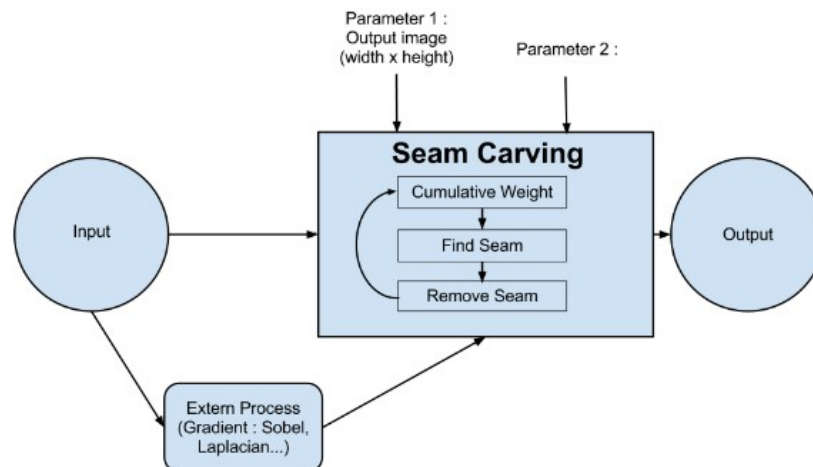 Parameter 1 :
Output image
(width x height)
Parameter 2 :
Seam Carving
Cumulative Weight
Find Seam
Remove Seam
Input
Output
Extern Process
(Gradient : Sobel,
Laplacian...)